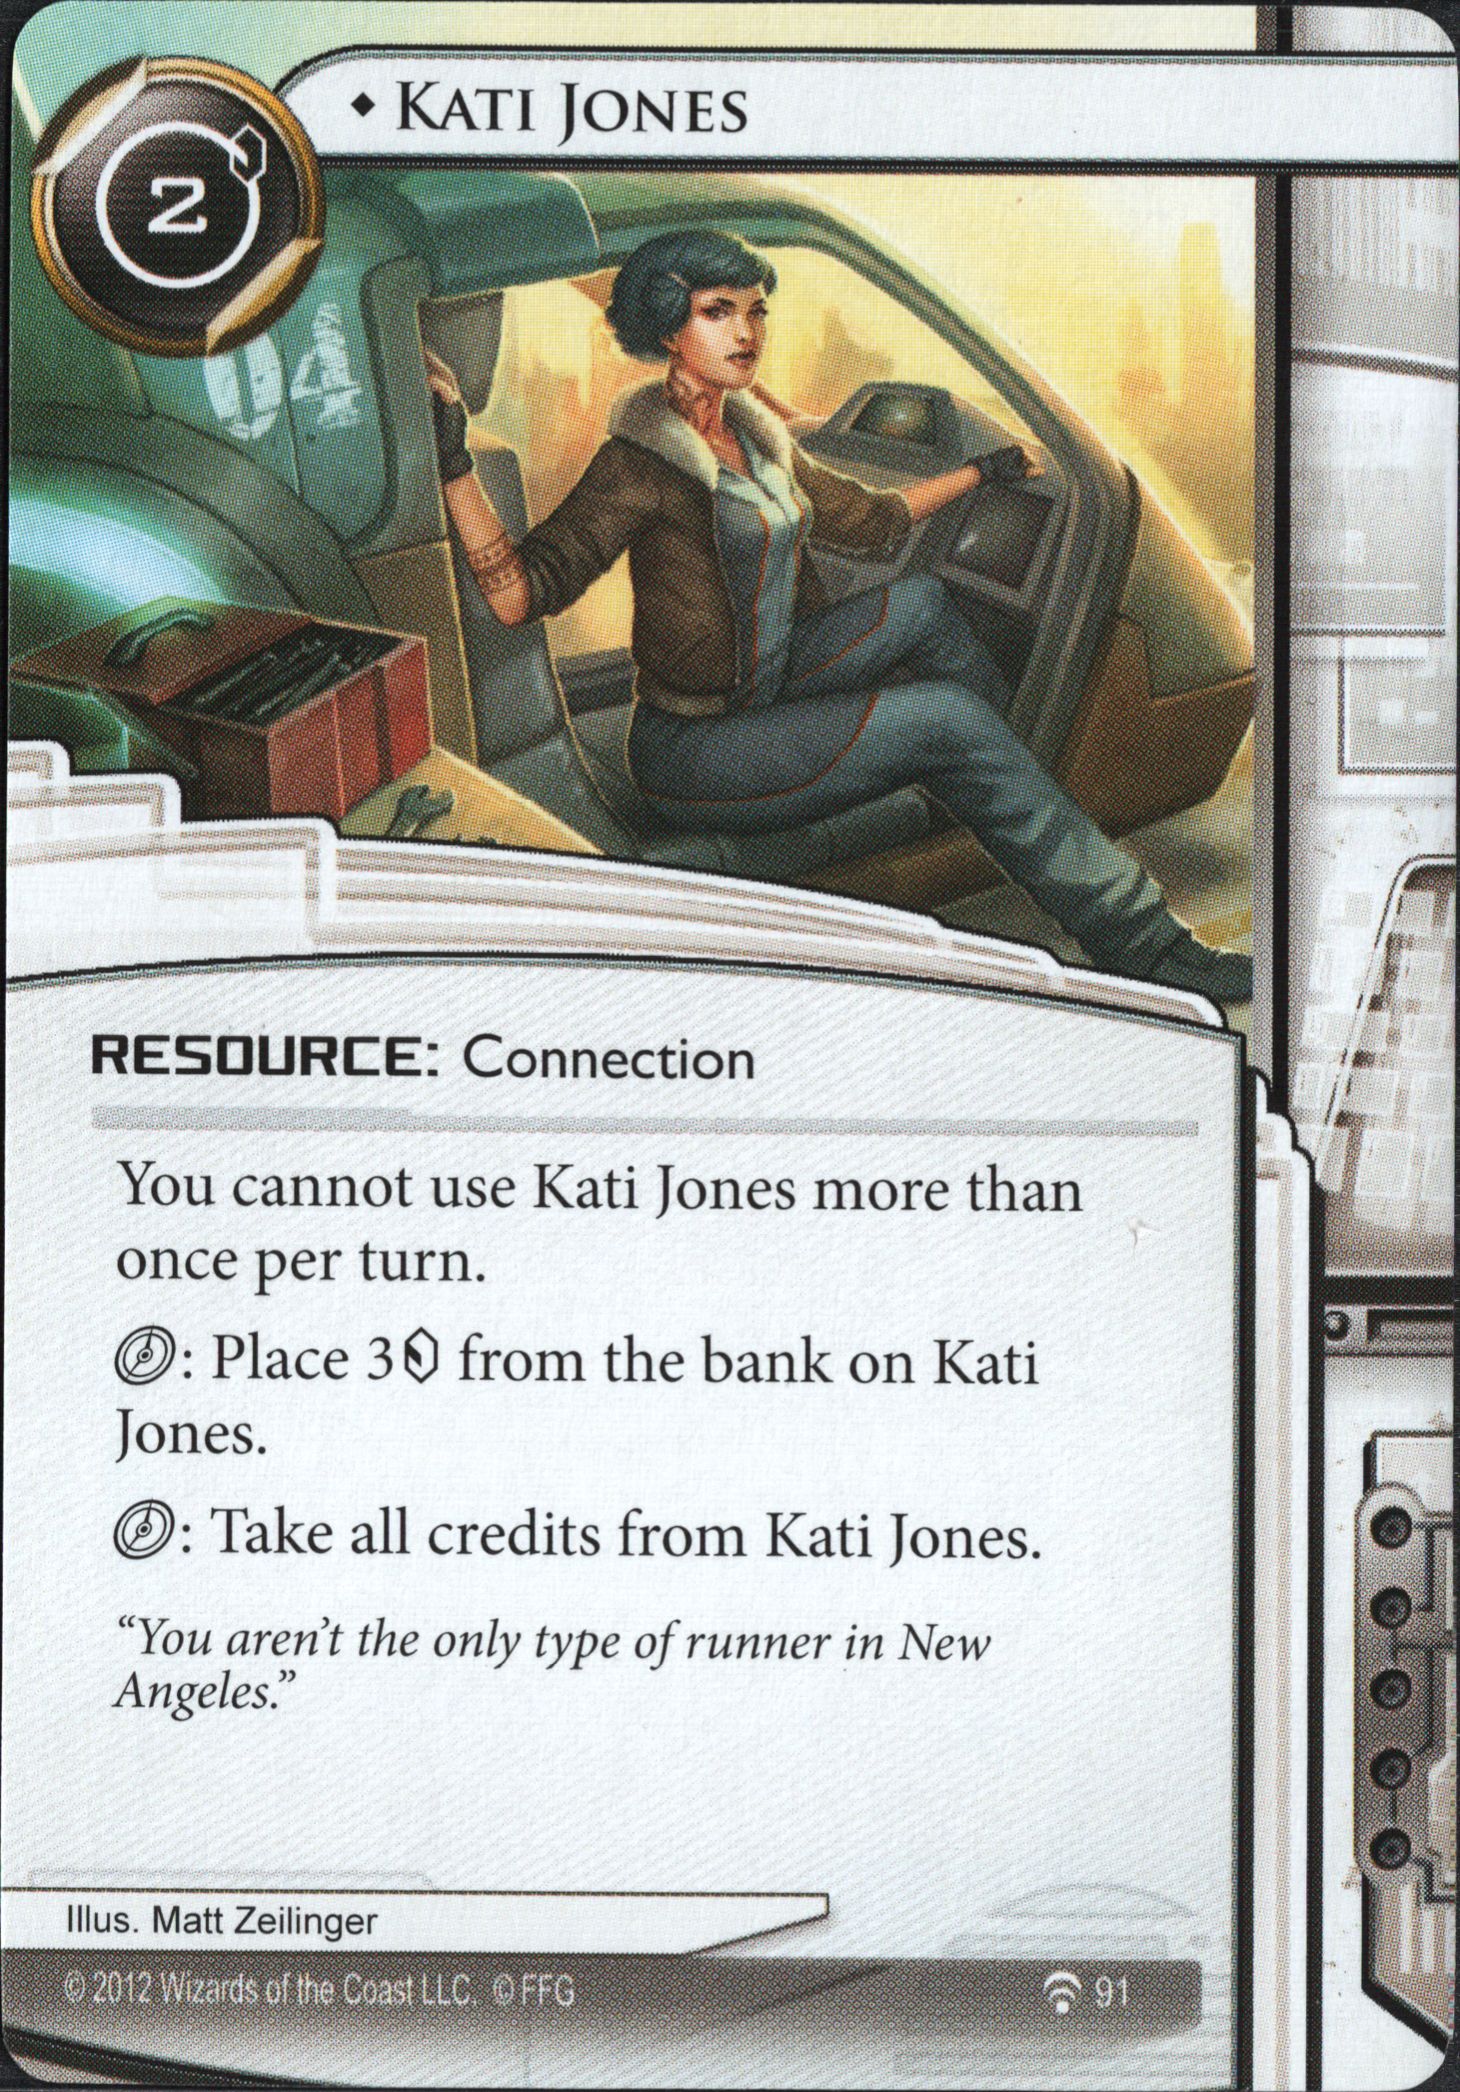 2
◆ KATI JONES
04
RESOURCE: Connection
You cannot use Kati Jones more than
once per turn.
: Place 3 from the bank on Kati
Jones.
: Take all credits from Kati Jones.
“You aren’t the only type of runner in New
Angeles.”
Illus. Matt Zeilinger
© 2012 Wizards of the Coast LLC. © FFG
91